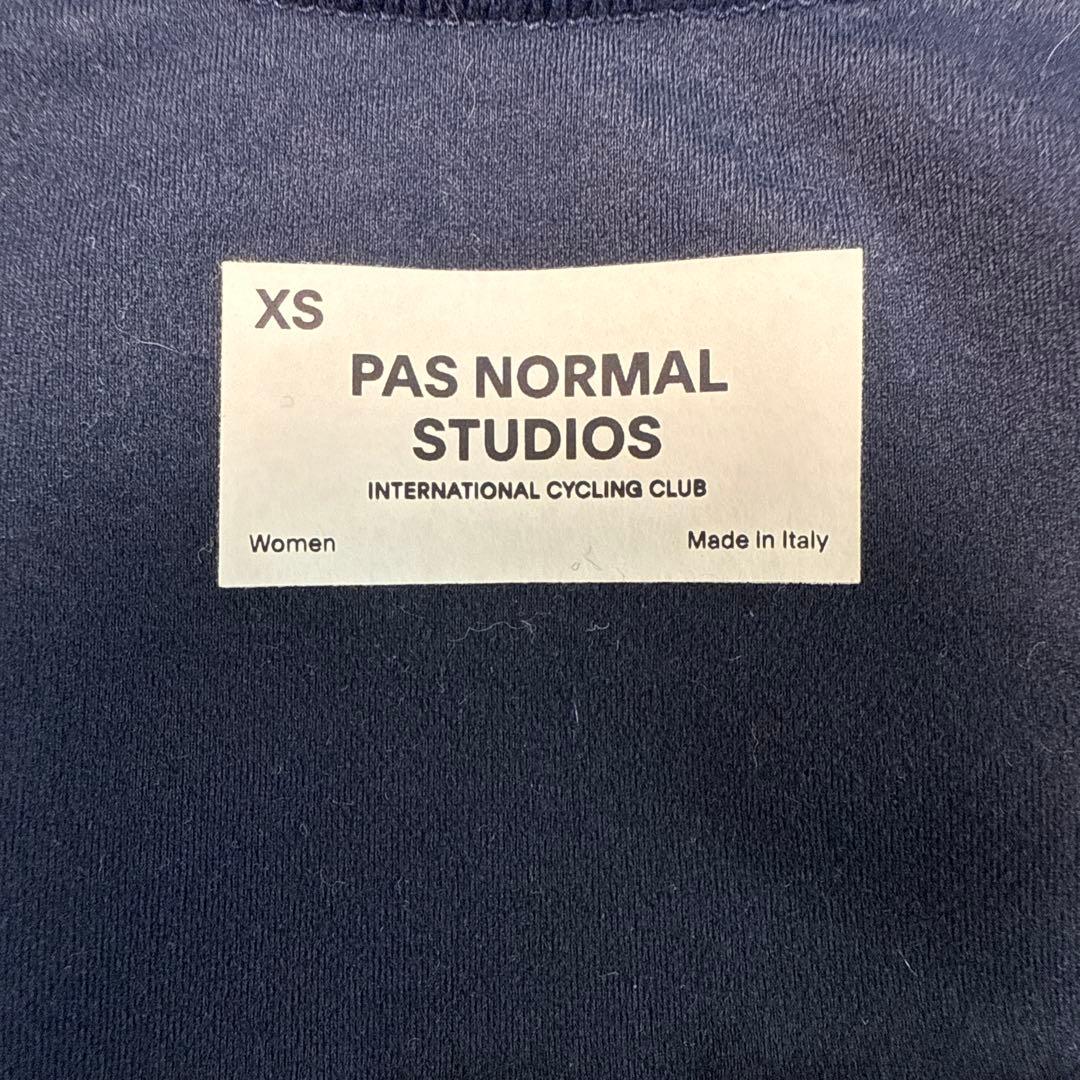 XS
PAS NORMAL
STUDIOS
INTERNATIONAL CYCLING CLUB
Women
Made in Italy